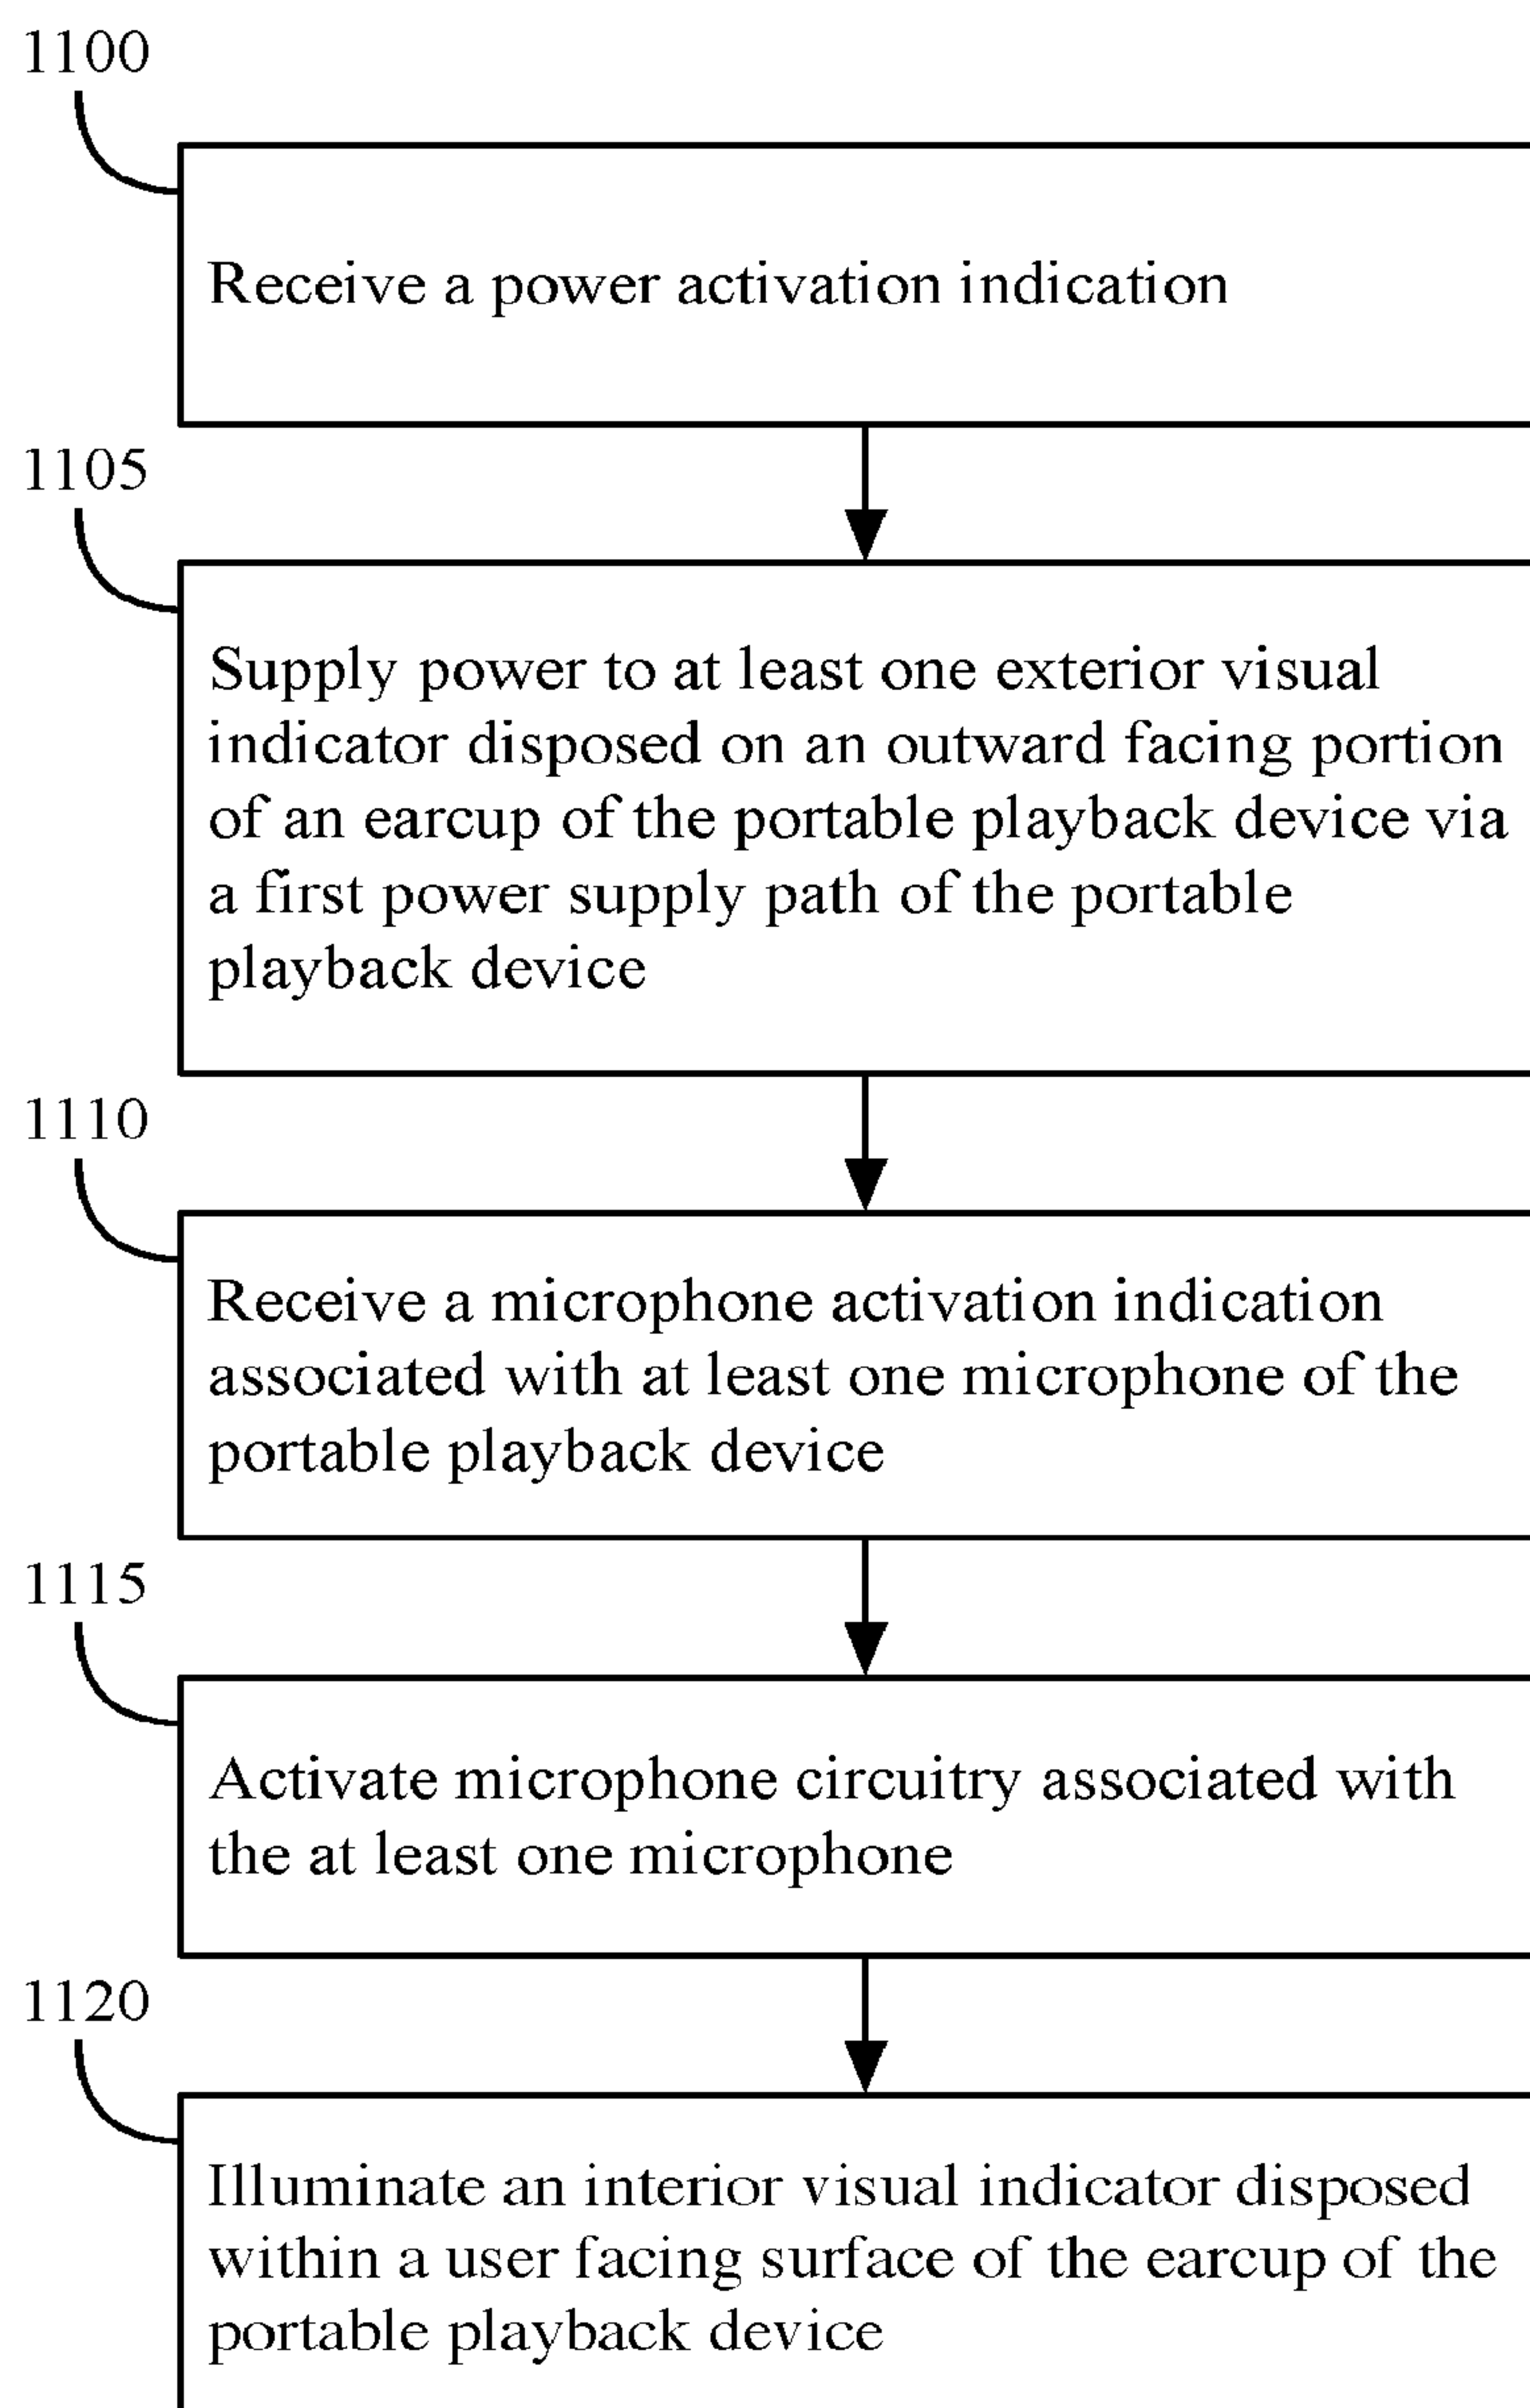 1100
Receive a power activation indication
1105
Supply power to at least one exterior visual
indicator disposed on an outward facing portion
of an earcup of the portable playback device via
a first power supply path of the portable
playback device
1110
Receive a microphone activation indication
associated with at least one microphone of the
portable playback device
1115
Activate microphone circuitry associated with
the at least one microphone
1120
Illuminate an interior visual indicator disposed
within a user facing surface of the earcup of the
portable playback device